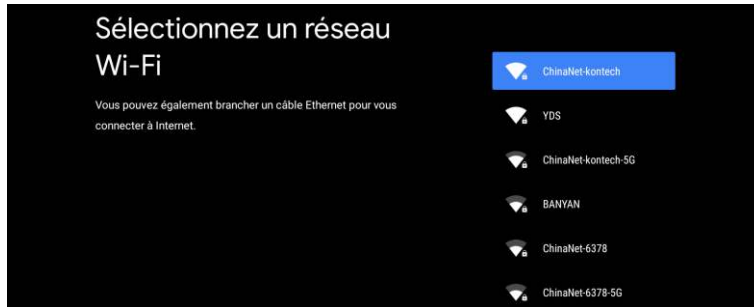 Sélectionnez un réseau
Wi-Fi
Vous pouvez également brancher un câble Ethernet pour vous
connecter à Internet.
ChinaNet-kontech
YDS
ChinaNet-kontech-5G
BANYAN
ChinaNet-6378
ChinaNet-6378-5G